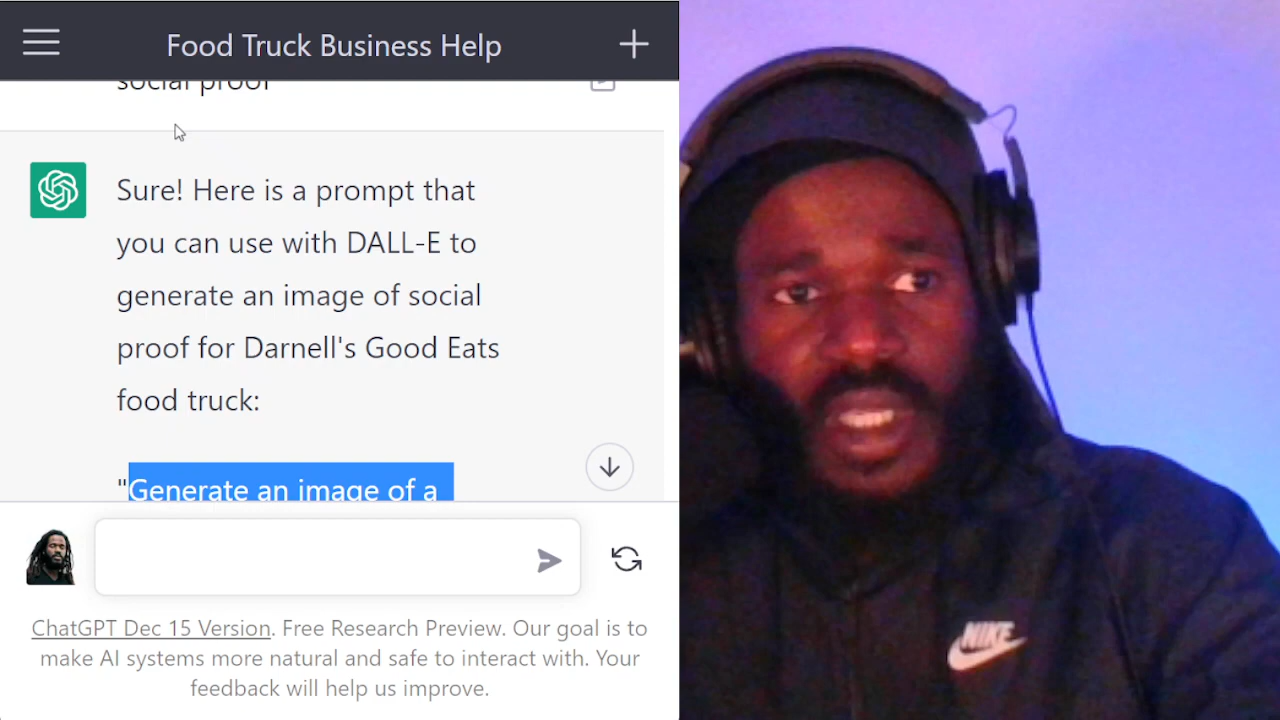 Food Truck Business Help
social proof
Sure! Here is a prompt that
you can use with DALL-E to
generate an image of social
proof for Darnell's Good Eats
food truck:
"Generate an image of a
ChatGPT Dec 15 Version. Free Research Preview. Our goal is to
make AI systems more natural and safe to interact with. Your
feedback will help us improve.
NIKE